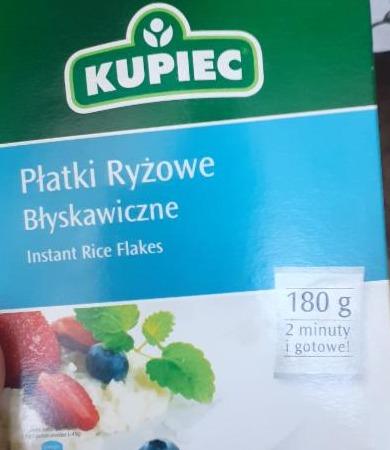 KUPIEC
Płatki Ryżowe
Błyskawiczne
Instant Rice Flakes
180 g
2 minuty
i gotowe!